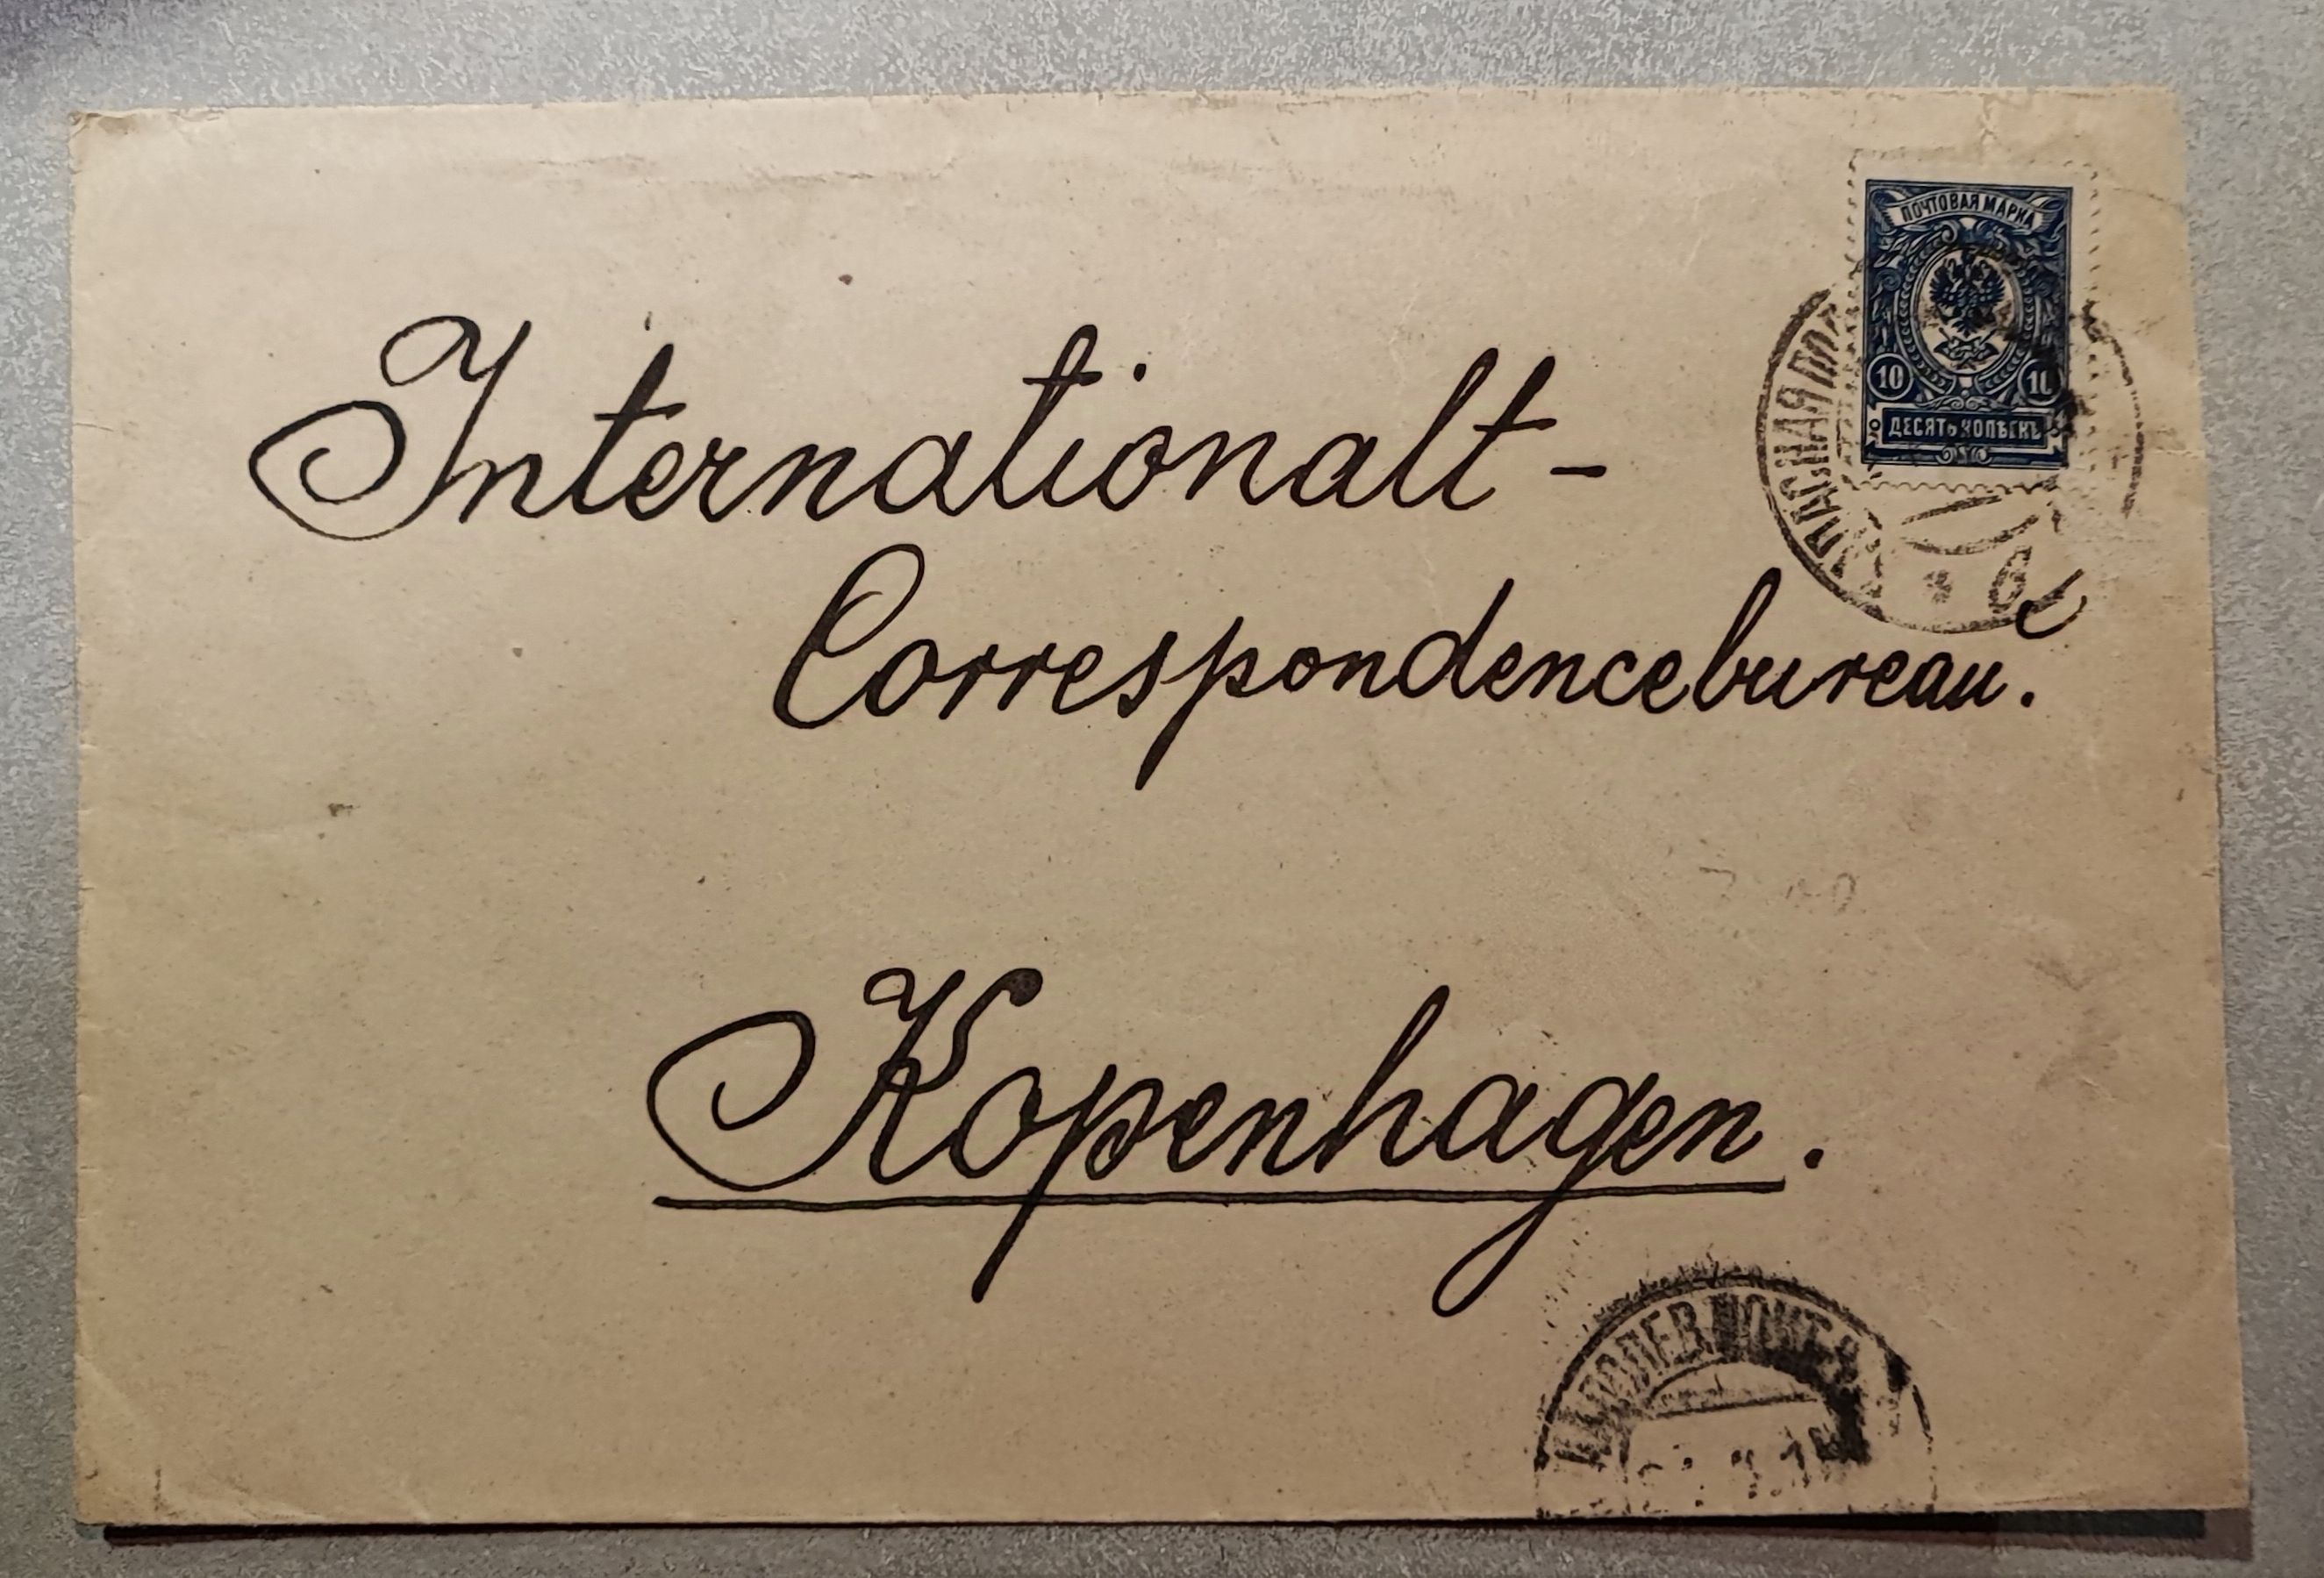 ПОЧТОВАЯ МАРКА
10 10
ДЕСЯТЬ КОПѢЕКЪ
Internationalt-
Correspondencebureau.
Kopenhagen.